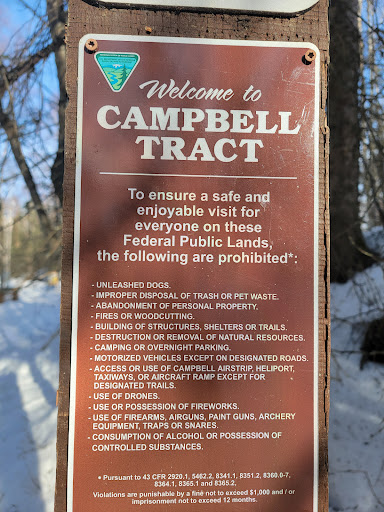 Welcome to
CAMPBELL
TRACT
To ensure a safe and
enjoyable visit for
everyone on these
Federal Public Lands,
the following are prohibited*:
- UNLEASHED DOGS.
- IMPROPER DISPOSAL OF TRASH OR PET WASTE.
- ABANDONMENT OF PERSONAL PROPERTY.
- FIRES OR WOODCUTTING.
- BUILDING OF STRUCTURES, SHELTERS OR TRAILS.
- DESTRUCTION OR REMOVAL OF NATURAL RESOURCES.
- CAMPING OR OVERNIGHT PARKING.
- MOTORIZED VEHICLES EXCEPT ON DESIGNATED ROADS.
- ACCESS OR USE OF CAMPBELL AIRSTRIP, HELIPORT,
TAXIWAYS, OR AIRCRAFT RAMP EXCEPT FOR
DESIGNATED TRAILS.
- USE OF DRONES.
- USE OR POSSESSION OF FIREWORKS.
- USE OF FIREARMS, AIRGUNS, PAINT GUNS, ARCHERY
EQUIPMENT, TRAPS OR SNARES.
- CONSUMPTION OF ALCOHOL OR POSSESSION OF
CONTROLLED SUBSTANCES.
* Pursuant to 43 CFR 2920.1, 5462.2, 8341.1, 8351.2, 8360.0-7,
8364.1, 8365.1 and 8365.2,
Violations are punishable by a fine not to exceed $1,000 and / or
imprisonment not to exceed 12 months.